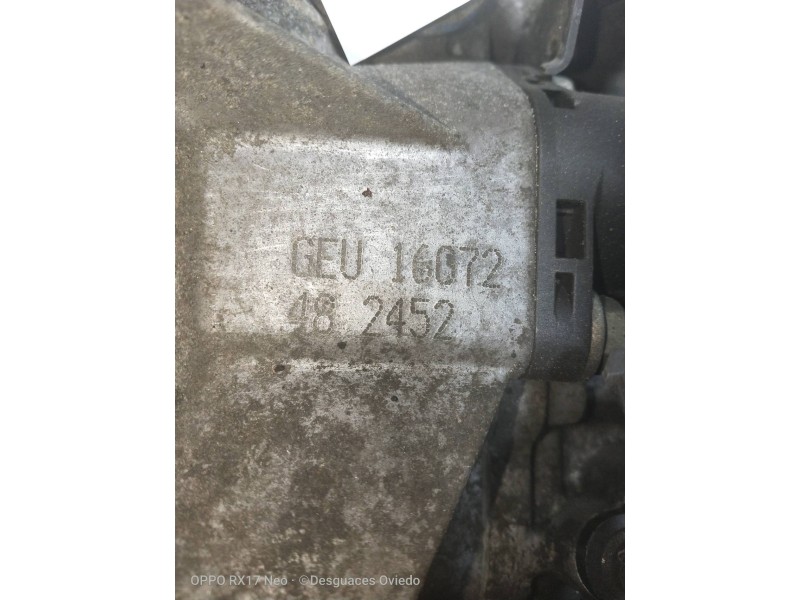 GEU 16072
48 2452
OPPO RX17 Neo · ©Desguaces Oviedo